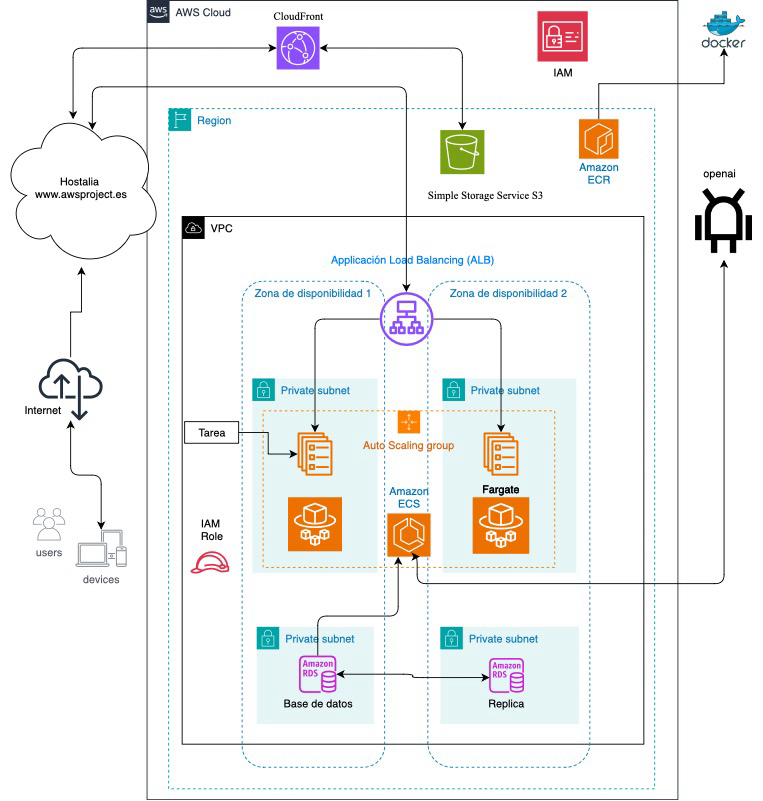 aws
AWS Cloud
CloudFront
IAM
docker
Region
Amazon
ECR
Simple Storage Service S3
openai
Hostalia
www.awsproject.es
VPC
Applicación Load Balancing (ALB)
Zona de disponibilidad 1
Zona de disponibilidad 2
Private subnet
Private subnet
Internet
Tarea
Auto Scaling group
Fargate
Amazon
ECS
IAM
Role
users
devices
Private subnet
Private subnet
Amazon
RDS
Amazon
RDS
Base de datos
Replica